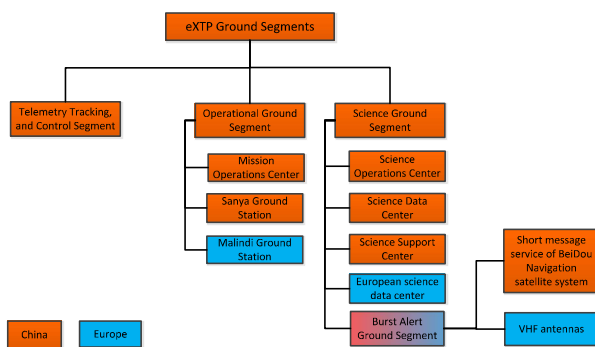 eXTP Ground Segments
Telemetry Tracking,
and Control Segment
Operational Ground
Segment
Mission
Operations Center
Sanya Ground
Station
Malindi Ground
Station
Science Ground
Segment
Science
Operations Center
Science Data
Center
Science Support
Center
European science
data center
Burst Alert
Ground Segment
Short message
service of BeiDou
Navigation
satellite system
VHF antennas
China
Europe